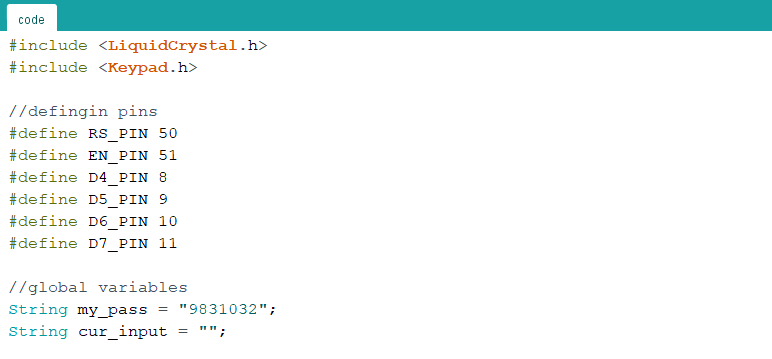 code
#include <LiquidCrystal.h>
#include <Keypad.h>
//defingin pins
#define RS_PIN 50
#define EN_PIN 51
#define D4_PIN 8
#define D5_PIN 9
#define D6_PIN 10
#define D7_PIN 11
//global variables
String my_pass = "9831032";
String cur_input = "";